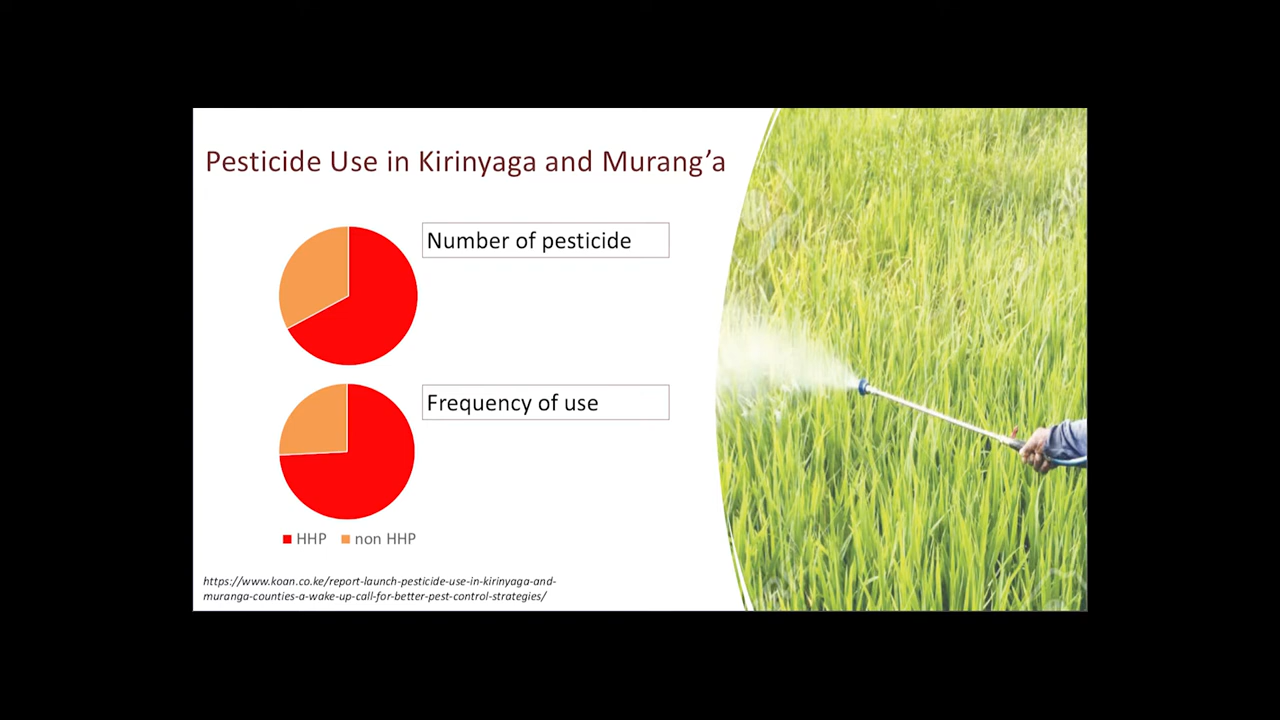 Pesticide Use in Kirinyaga and Murang’a
Number of pesticide
Frequency of use
HHP non HHP
https://www.koan.co.ke/report-launch-pesticide-use-in-kirinyaga-and-
muranga-counties-a-wake-up-call-for-better-pest-control-strategies/